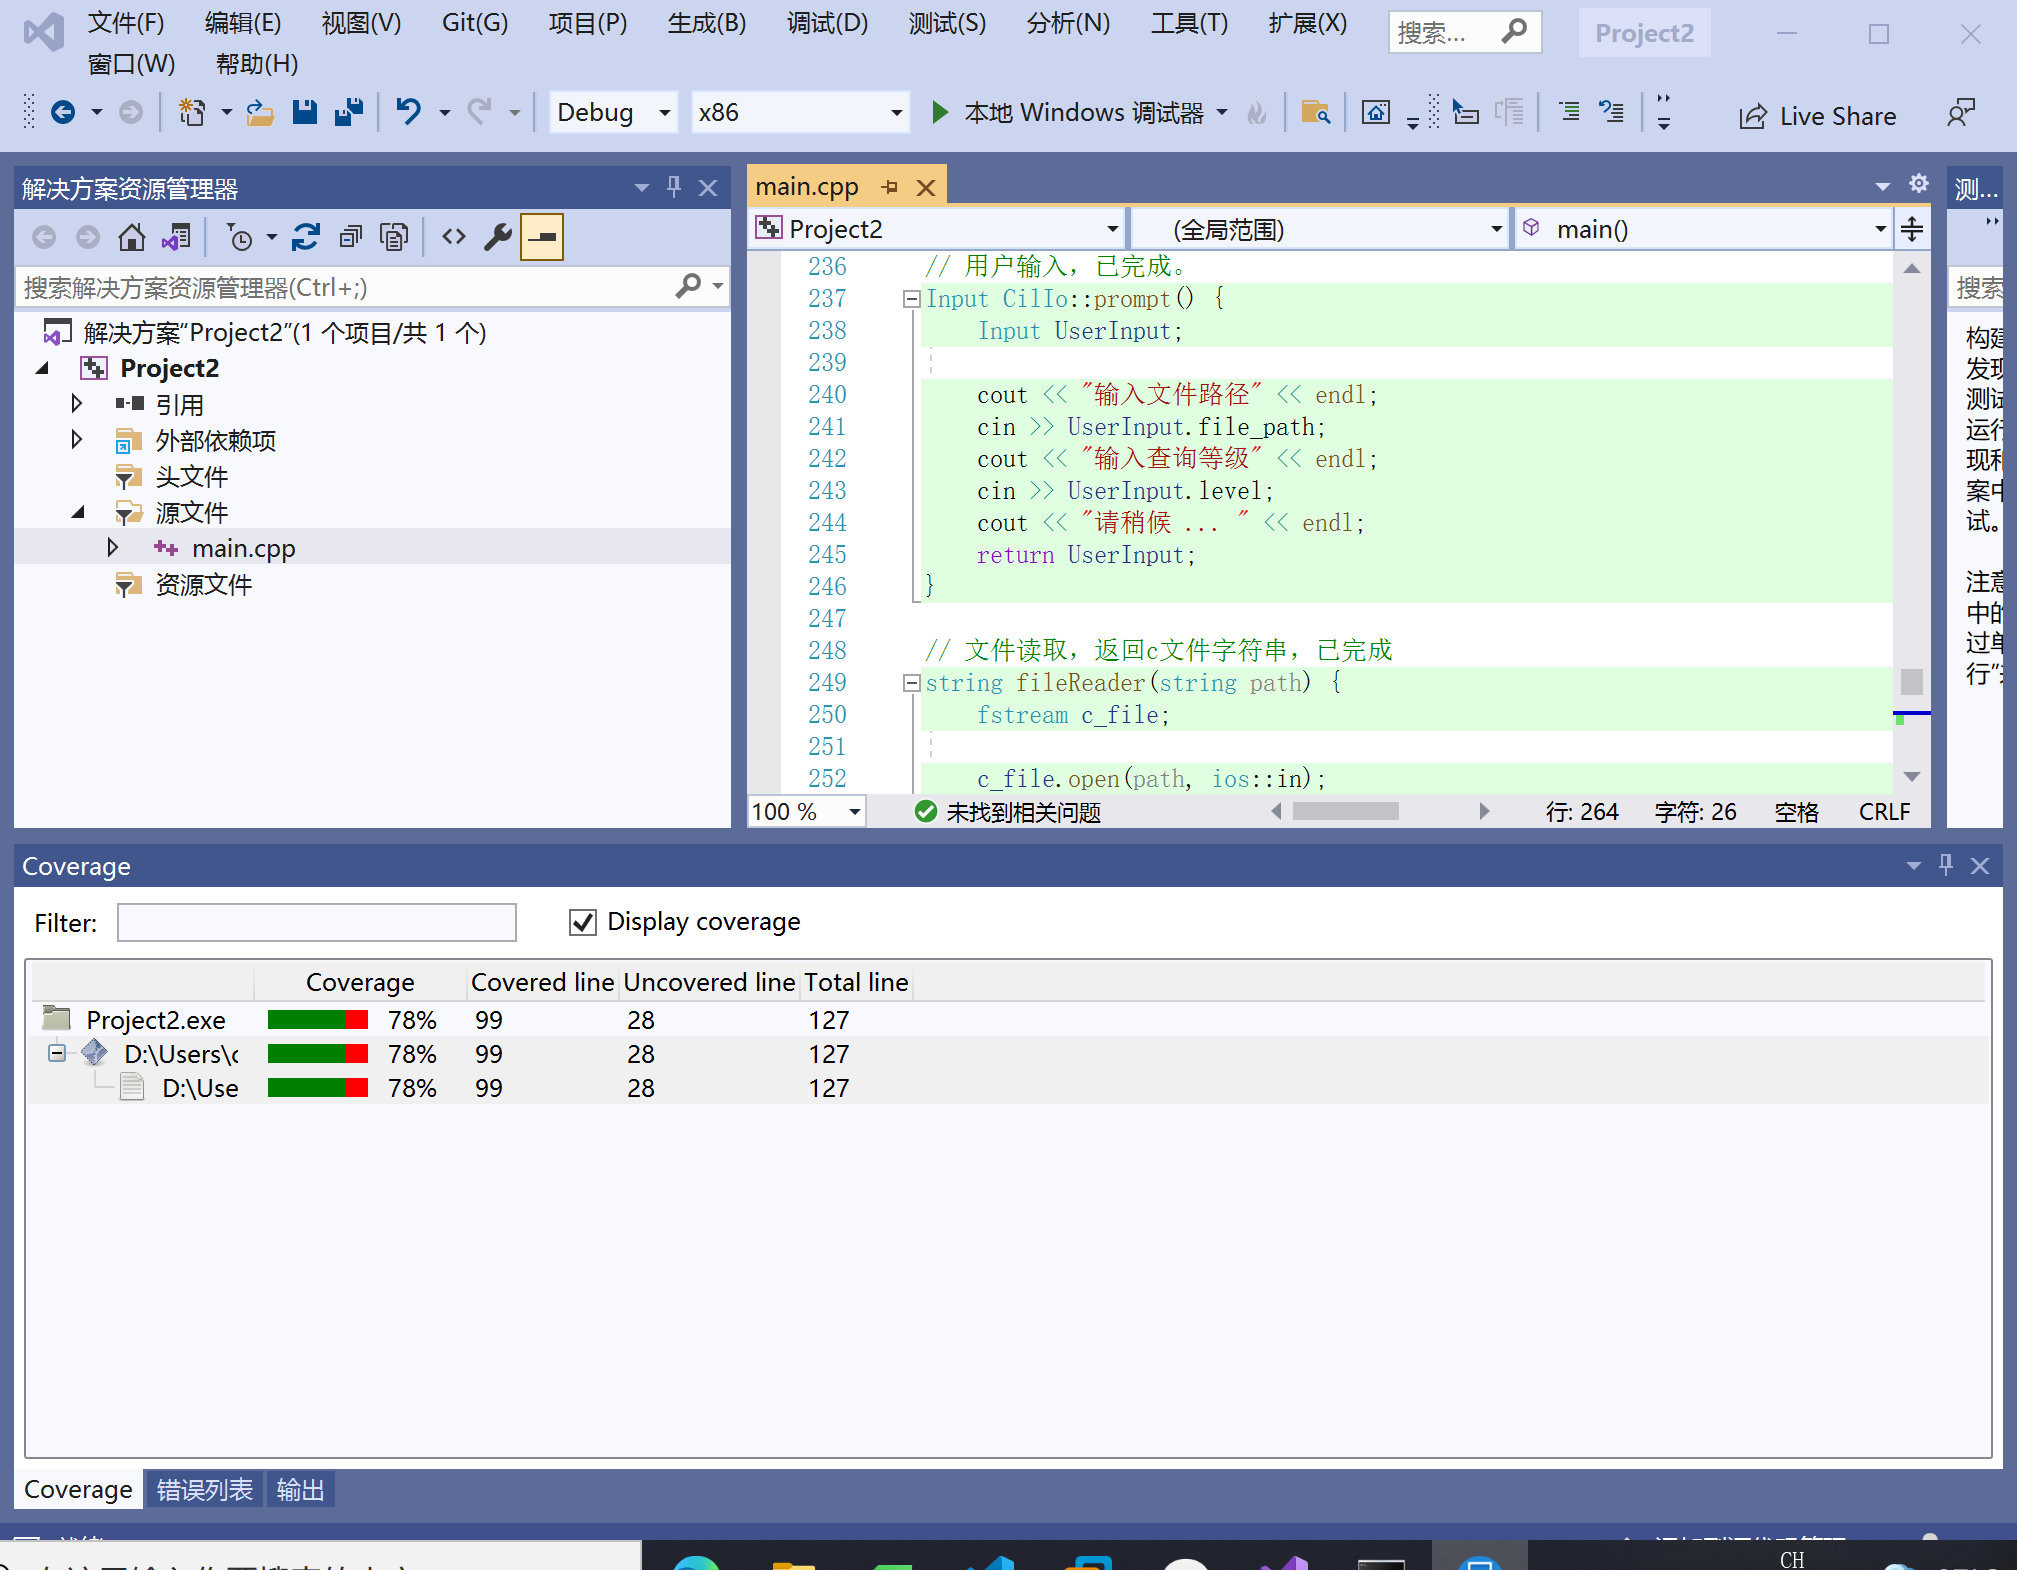 文件(F) 编辑(E) 视图(V) Git(G) 项目(P) 生成(B) 调试(D) 测试(S) 分析(N) 工具(T) 扩展(X) 搜索... Project2
窗口(W) 帮助(H)
Debug x86 本地 Windows 调试器 Live Share
解决方案资源管理器
搜索解决方案资源管理器(Ctrl+;)
解决方案“Project2”(1 个项目/共 1 个)
Project2
引用
外部依赖项
头文件
源文件
main.cpp
资源文件
main.cpp
Project2 (全局范围) main()
236 // 用户输入，已完成。
237 Input CilIo::prompt() {
238 Input UserInput;
239
240 cout << "输入文件路径" << endl;
241 cin >> UserInput.file_path;
242 cout << "输入查询等级" << endl;
243 cin >> UserInput.level;
244 cout << "请稍候 ... " << endl;
245 return UserInput;
246 }
247
248 // 文件读取，返回c文件字符串，已完成
249 string fileReader(string path) {
250 fstream c_file;
251
252 c_file.open(path, ios::in);
100 % 未找到相关问题 行: 264 字符: 26 空格 CRLF
测...
搜索
构建
发现
测试
运行
现和
案中
试。
注意
中的
过单
行"
Coverage
Filter: Display coverage
Coverage Covered line Uncovered line Total line
Project2.exe 78% 99 28 127
D:\Users\c 78% 99 28 127
D:\Use 78% 99 28 127
Coverage 错误列表 输出
CH